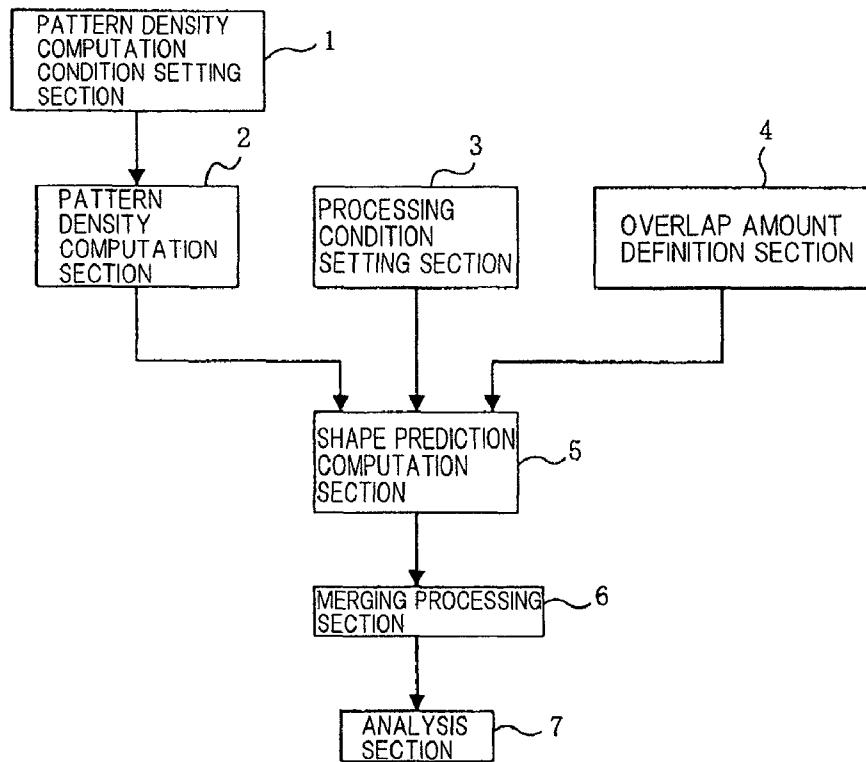 PATTERN DENSITY
COMPUTATION
CONDITION SETTING
SECTION
1
2
PATTERN
DENSITY
COMPUTATION
SECTION
3
PROCESSING
CONDITION
SETTING SECTION
4
OVERLAP AMOUNT
DEFINITION SECTION
SHAPE PREDICTION
COMPUTATION
SECTION
5
MERGING PROCESSING
SECTION
6
ANALYSIS
SECTION
7